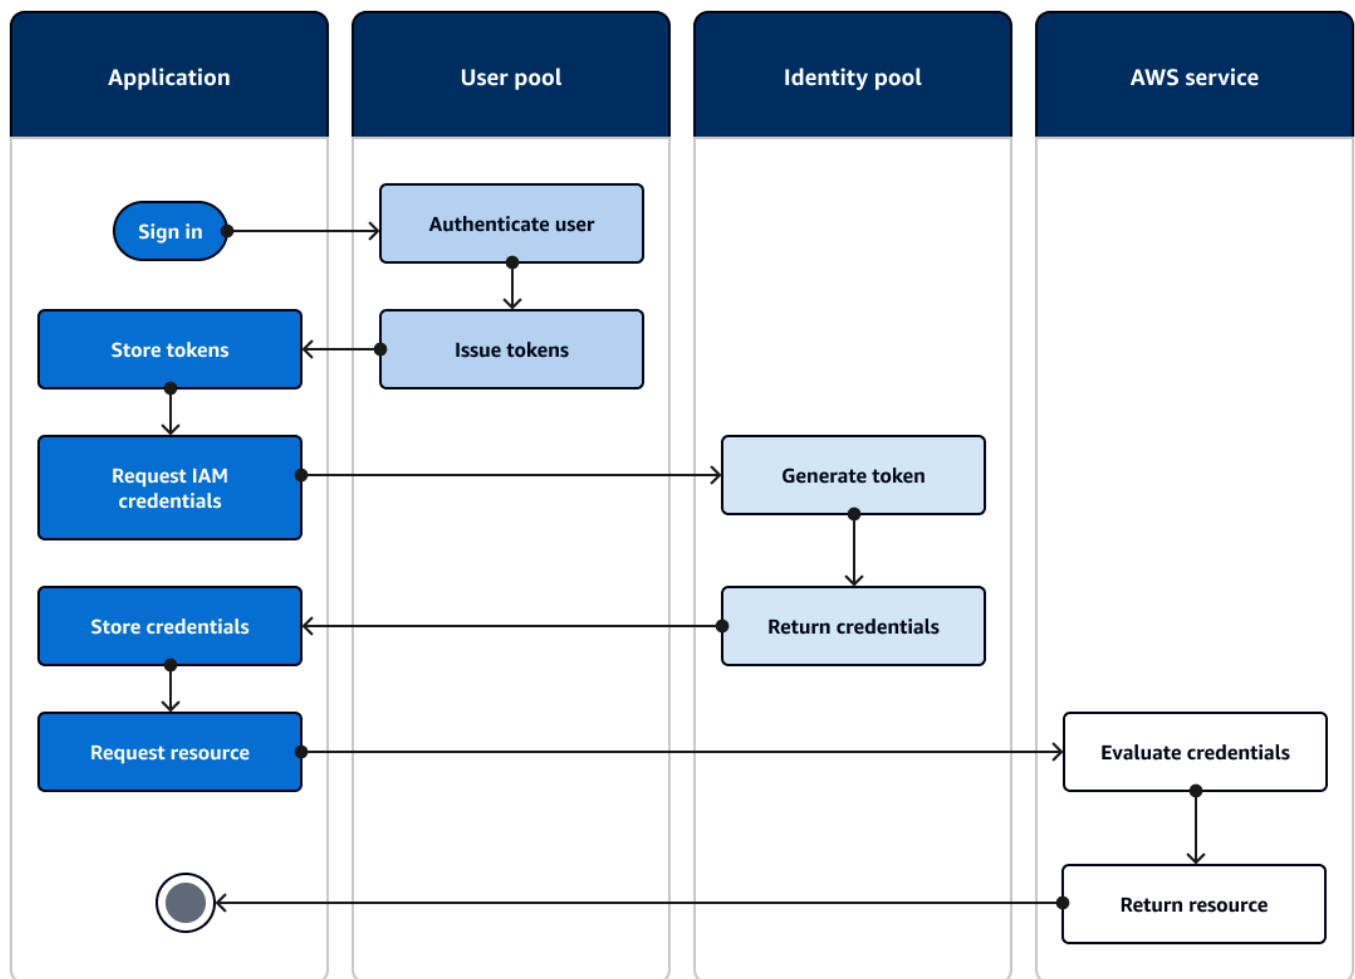 Application
User pool
Identity pool
AWS service
Sign in
Authenticate user
Store tokens
Issue tokens
Request IAM
credentials
Generate token
Store credentials
Return credentials
Request resource
Evaluate credentials
Return resource